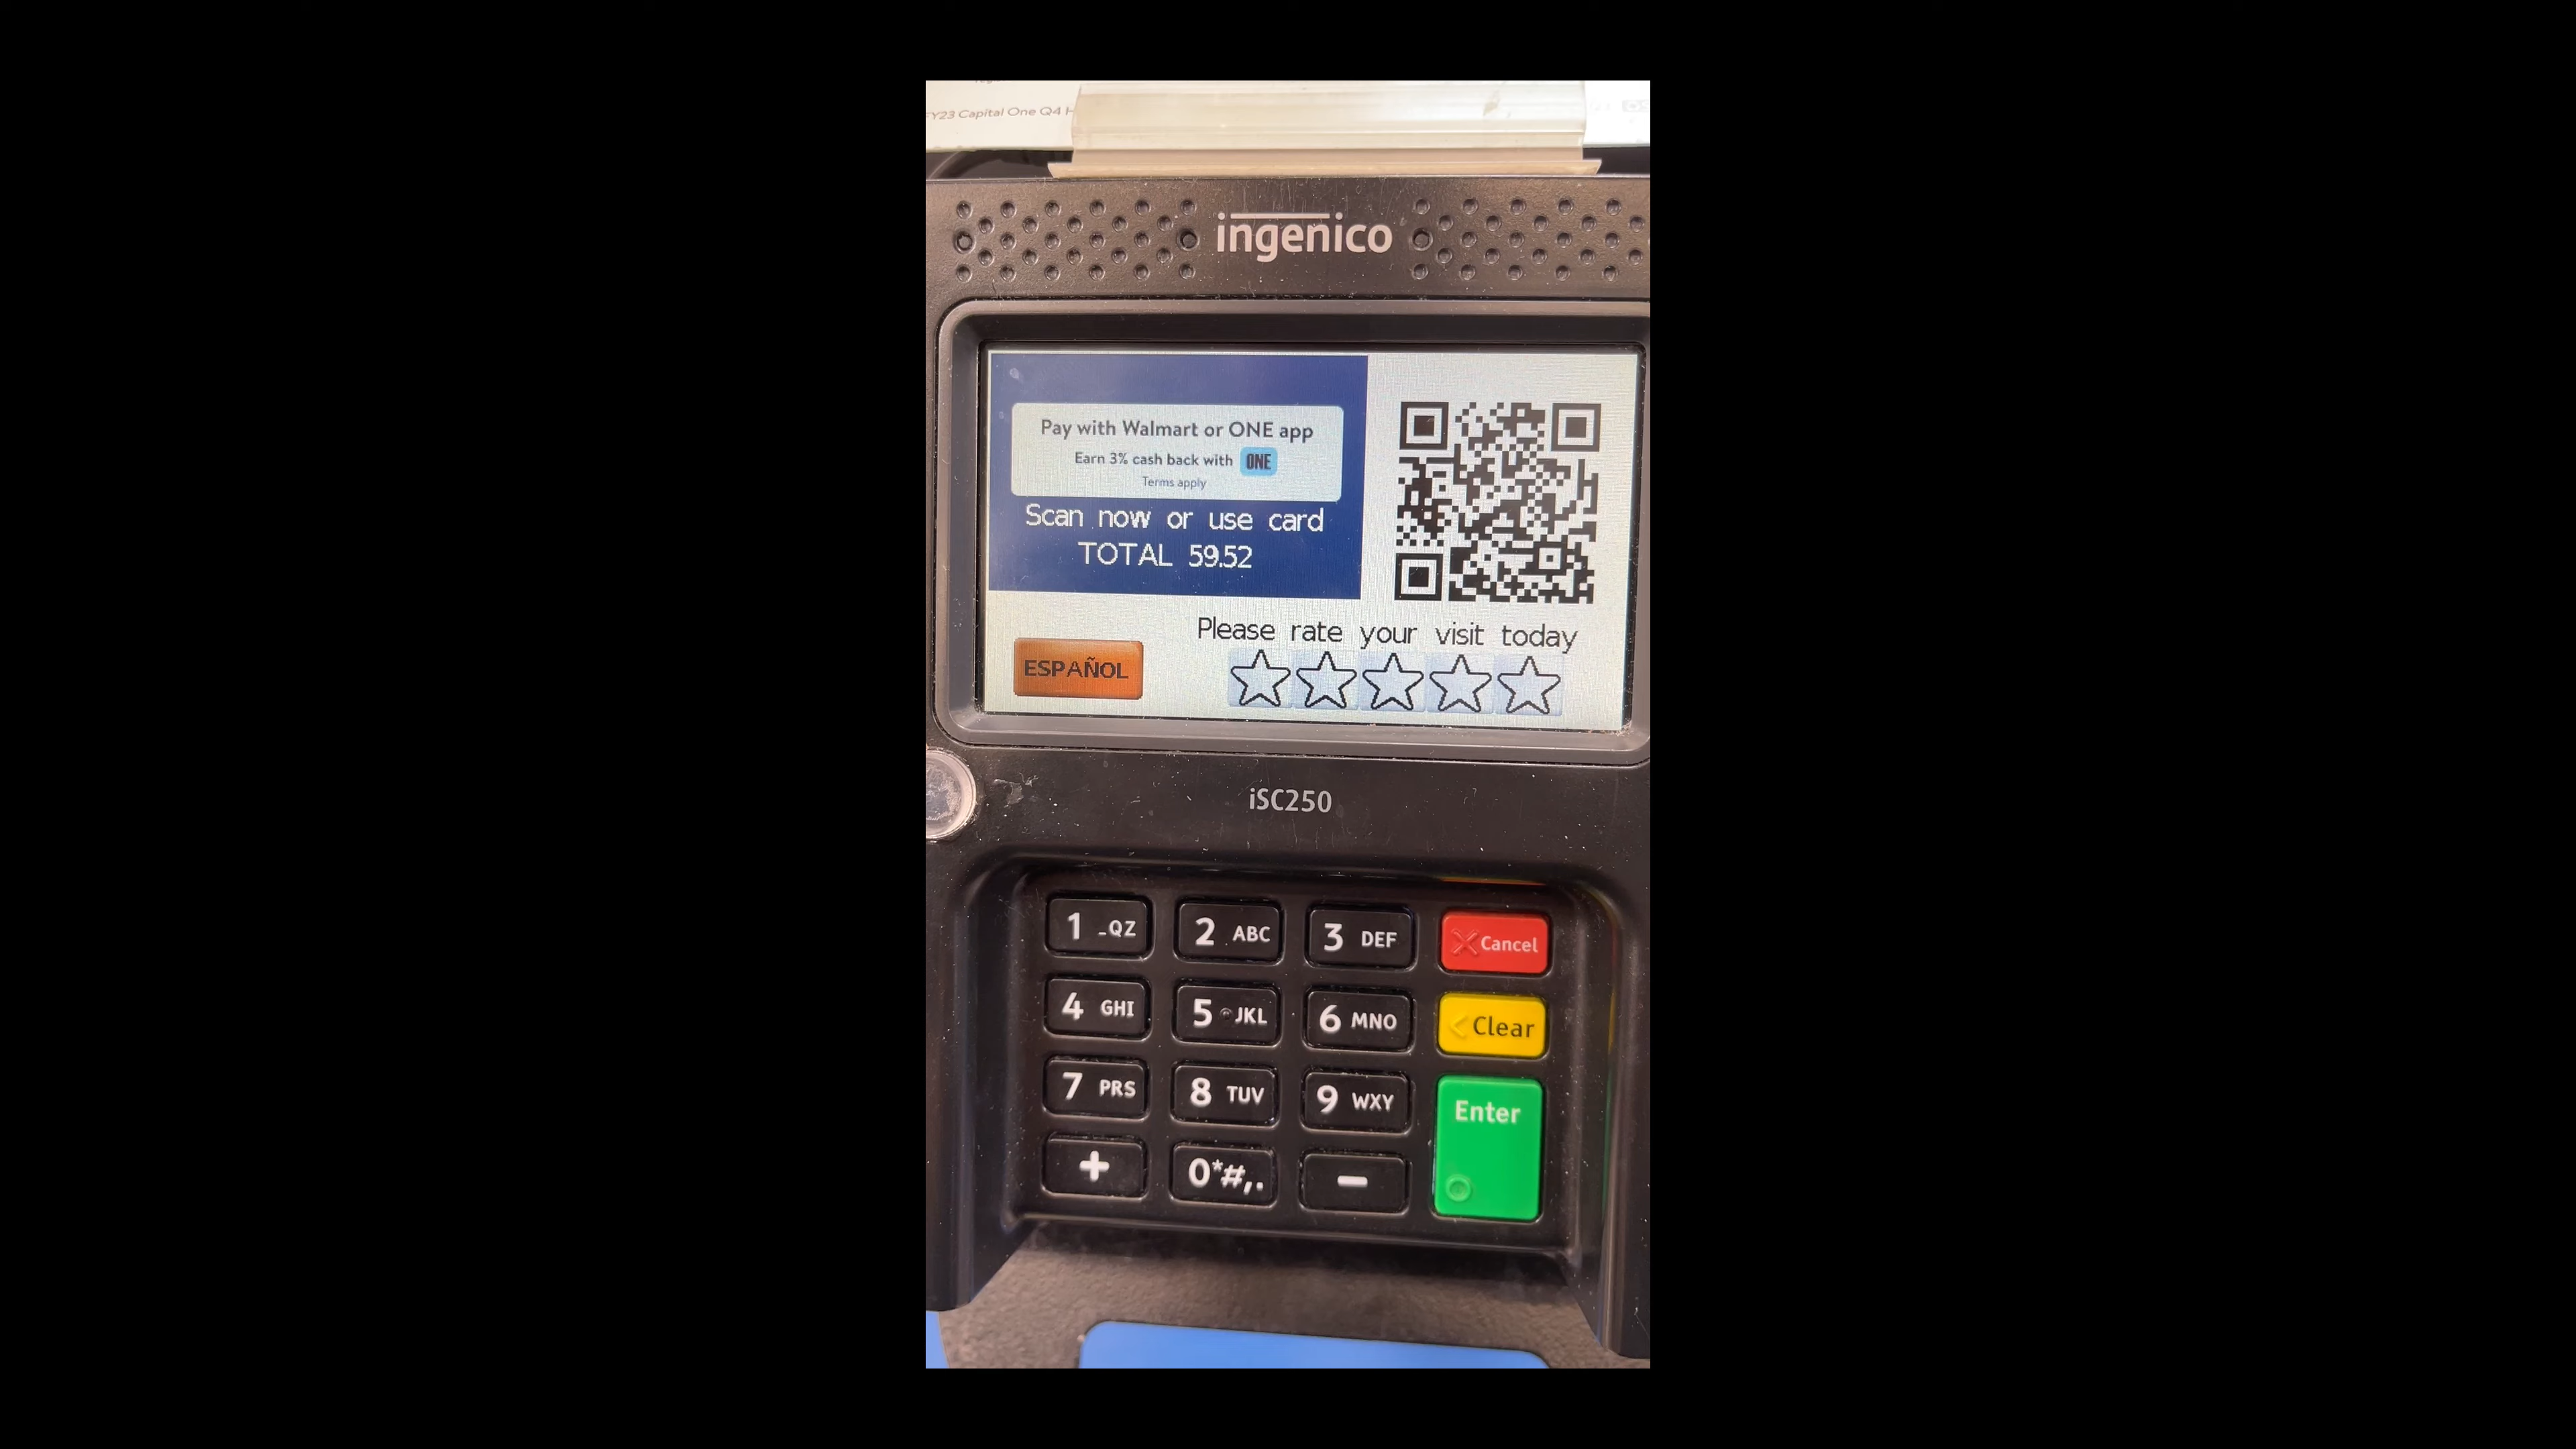 FY23 Capital One Q4 H
ingenico
Pay with Walmart or ONE app
Earn 3% cash back with ONE
Terms apply
Scan now or use card
TOTAL 59.52
Please rate your visit today
ESPAÑOL
iSC250
1 -QZ 2 ABC 3 DEF Cancel
4 GHI 5 JKL 6 MNO <Clear
7 PRS 8 TUV 9 WXY Enter
+ 0*#,. -